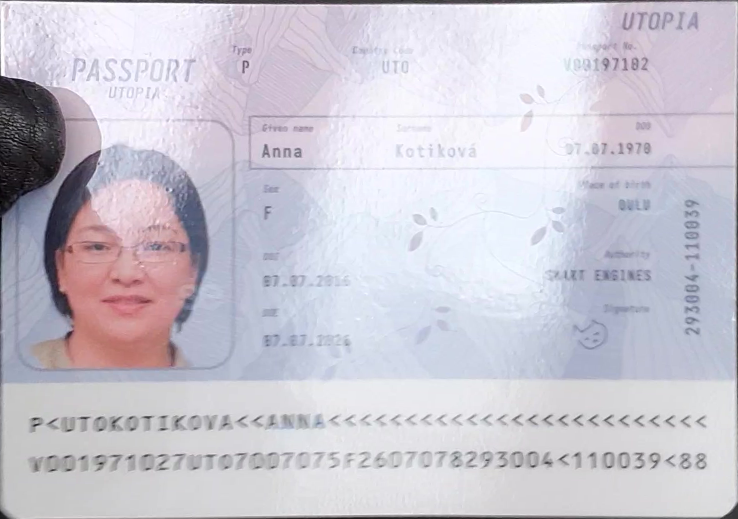 UTOPIA
PASSPORT
UTOPIA
Type
Country code
Passport No.
P
UTO
V00197102
Given name
Surname
DOB
Anna
Kotiková
07.07.1970
Sex
Place of birth
F
OULU
DOI
Authority
07.07.2016
SMART ENGINES
DOE
Signature
07.07.2026
293004-110039
P<UTOKOTIKOVA<<ANNA<<<<<<<<<<<<<<<<<<<<<<<<<
V001971027UTO7007075F2607078293004<110039<88